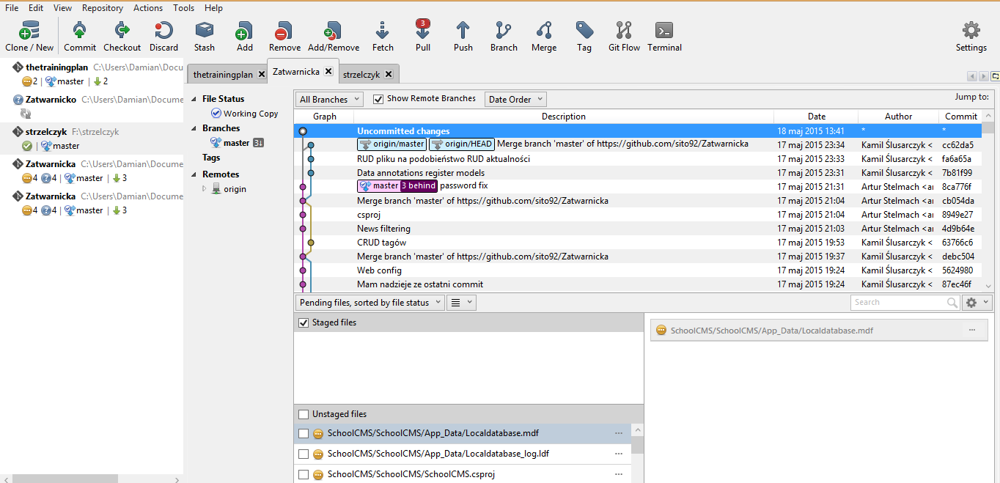 File Edit View Repository Actions Tools Help
3
Clone / New Commit Checkout Discard Stash Add Remove Add/Remove Fetch Pull Push Branch Merge Tag Git Flow Terminal Settings
thetrainingplan C:\Users\Damian\Docu
2 | master | 2
Zatwarnicko C:\Users\Damian\Docume
strzelczyk F:\strzelczyk
| master
Zatwarnicka C:\Users\Damian\Docume
4 4 | master | 3
Zatwarnicka C:\Users\Damian\Docume
4 4 | master | 3
thetrainingplan Zatwarnicka strzelczyk
File Status
Working Copy
Branches
master 3
Tags
Remotes
origin
All Branches Show Remote Branches Date Order Jump to:
Graph Description Date Author Commit
Uncommitted changes 18 maj 2015 13:41 * *
origin/master origin/HEAD Merge branch 'master' of https://github.com/sito92/Zatwarnicka 17 maj 2015 23:34 Kamil Ślusarczyk < cc62da5
RUD pliku na podobieństwo RUD aktualności 17 maj 2015 23:33 Kamil Ślusarczyk < fa6a65a
Data annotations register models 17 maj 2015 23:31 Kamil Ślusarczyk < 7b81f99
master 3 behind password fix 17 maj 2015 21:31 Artur Stelmach <ar 8ca776f
Merge branch 'master' of https://github.com/sito92/Zatwarnicka 17 maj 2015 21:04 Kamil Ślusarczyk < cb054da
csproj 17 maj 2015 21:04 Artur Stelmach <ar 8949e27
News filtering 17 maj 2015 21:03 Artur Stelmach <ar 4d9b64e
CRUD tagów 17 maj 2015 19:53 Kamil Ślusarczyk < 63766c6
Merge branch 'master' of https://github.com/sito92/Zatwarnicka 17 maj 2015 19:37 Kamil Ślusarczyk < debc504
Web config 17 maj 2015 19:24 Kamil Ślusarczyk < 5624980
Mam nadzieje ze ostatni commit 17 maj 2015 19:24 Kamil Ślusarczyk < 87ec46f
Pending files, sorted by file status Search
Staged files
SchoolCMS/SchoolCMS/App_Data/Localdatabase.mdf ...
Unstaged files
SchoolCMS/SchoolCMS/App_Data/Localdatabase.mdf ...
SchoolCMS/SchoolCMS/App_Data/Localdatabase_log.ldf ...
SchoolCMS/SchoolCMS/SchoolCMS.csproj ...